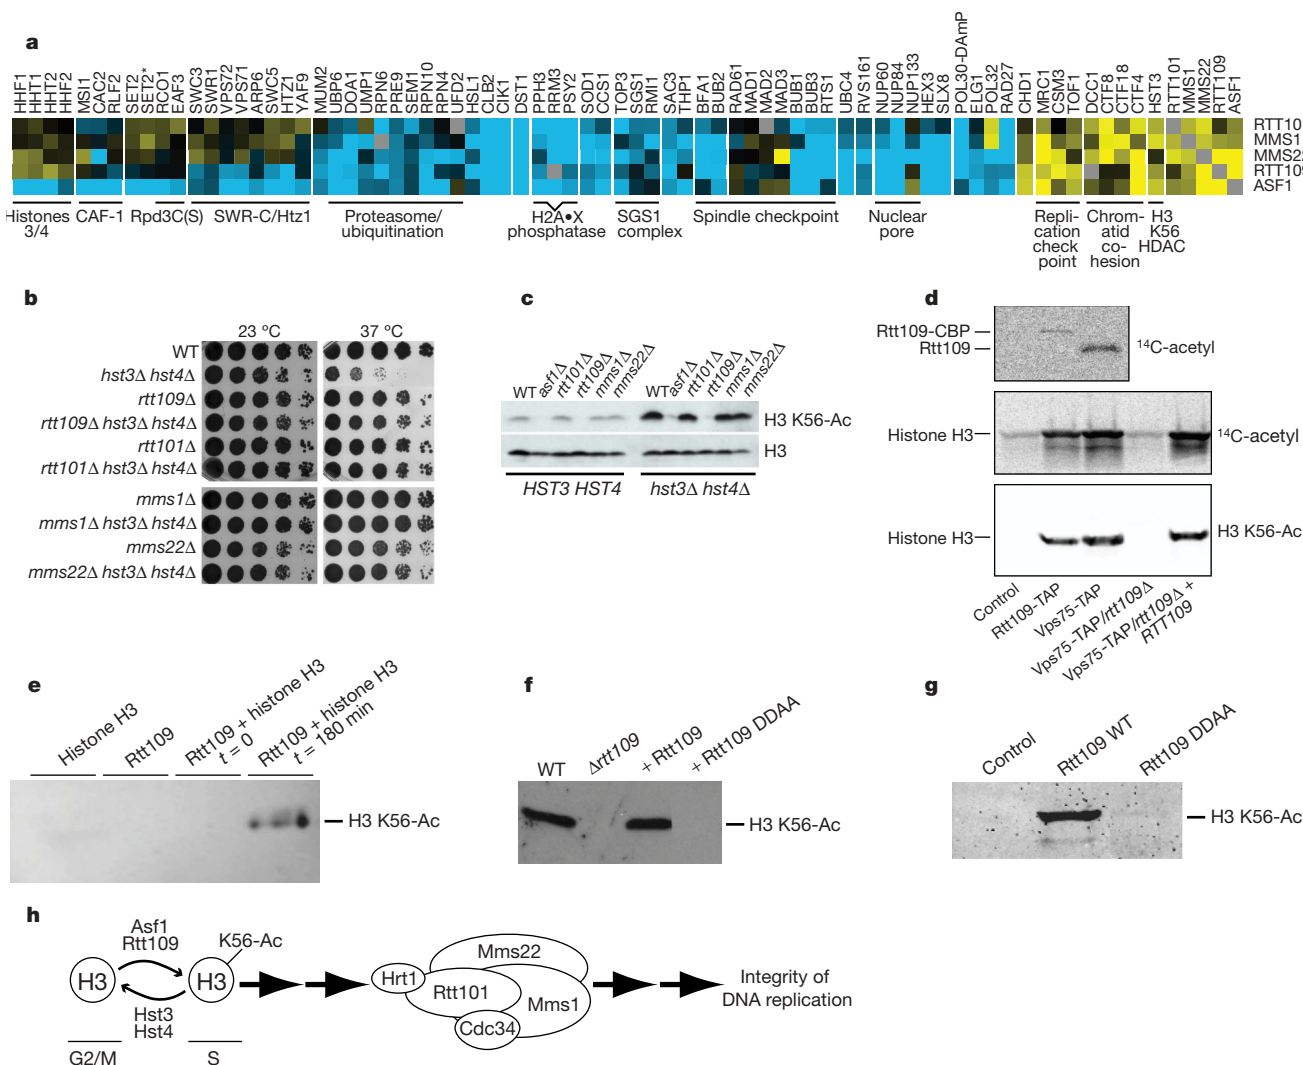 a
HHF1 HHT1 HHT2 HHF2 MSI1 CAC2 RLF2 SET2 SET2* RCO1 EAF3 SWC3 SWR1 VPS72 VPS71 ARP6 SWC5 HTZ1 YAF9 MUM2 UBP6 DOA1 UMP1 RPN6 PRE9 SEM1 RPN10 RPN4 UFD2 HSL1 CLB2 CIK1 DST1 PPH3 RRM3 PSY2 SOD1 CCS1 TOP3 SGS1 RMI1 SAC3 THP1 BFA1 BUB2 RAD61 MAD1 MAD2 MAD3 BUB1 BUB3 RTS1 UBC4 RVS161 NUP60 NUP84 NUP133 HEX3 SLX8 POL30-DAmP ELG1 POL32 RAD27 CHD1 MRC1 CSM3 TOF1 DCC1 CTF8 CTF18 CTF4 HST3 RTT101 MMS1 MMS22 RTT109 ASF1
RTT10
MMS1
MMS22
RTT109
ASF1
Histones 3/4 CAF-1 Rpd3C(S) SWR-C/Htz1 Proteasome/ubiquitination H2A•X phosphatase SGS1 complex Spindle checkpoint Nuclear pore Repli-cation check point Chrom-atid co-hesion H3 K56 HDAC
b
23 °C 37 °C
WT
hst3Δ hst4Δ
rtt109Δ
rtt109Δ hst3Δ hst4Δ
rtt101Δ
rtt101Δ hst3Δ hst4Δ
mms1Δ
mms1Δ hst3Δ hst4Δ
mms22Δ
mms22Δ hst3Δ hst4Δ
c
WT asf1Δ rtt101Δ rtt109Δ mms1Δ mms22Δ WT asf1Δ rtt101Δ rtt109Δ mms1Δ mms22Δ
H3 K56-Ac
H3
HST3 HST4 hst3Δ hst4Δ
d
Rtt109-CBP
Rtt109
14C-acetyl
Histone H3
14C-acetyl
Histone H3
H3 K56-Ac
Control
Rtt109-TAP
Vps75-TAP
Vps75-TAP/rtt109Δ
Vps75-TAP/rtt109Δ + RTT109
e
Histone H3
Rtt109
Rtt109 + histone H3 t = 0
Rtt109 + histone H3 t = 180 min
H3 K56-Ac
f
WT Δrtt109 + Rtt109 + Rtt109 DDAA
H3 K56-Ac
g
Control Rtt109 WT Rtt109 DDAA
H3 K56-Ac
h
Asf1
Rtt109
K56-Ac
H3 H3
Hst3
Hst4
G2/M S
Hrt1
Mms22
Rtt101
Mms1
Cdc34
Integrity of
DNA replication